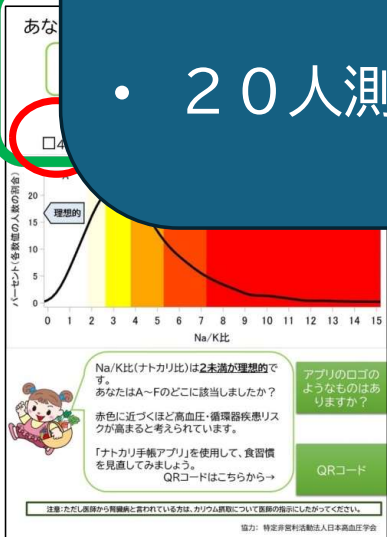 あな
• ２０人測
□4
パーセント(各数値の人数の割合)
20
15
10
5
0
理想的
0 1 2 3 4 5 6 7 8 9 10 11 12 13 14 15
Na/K比
Na/K比(ナトカリ比)は2未満が理想的で
す。
あなたはA～Fのどこに該当しましたか？
赤色に近づくほど高血圧・循環器疾患リス
クが高まると考えられています。
「ナトカリ手帳アプリ」を使用して、食習慣
を見直してみましょう。
QRコードはこちらから→
アプリのロゴの
ようなものはあ
りますか？
QRコード
注意：ただし医師から腎臓病と言われている方は、カリウム摂取について医師の指示にしたがってください。
協力： 特定非営利活動法人日本高血圧学会